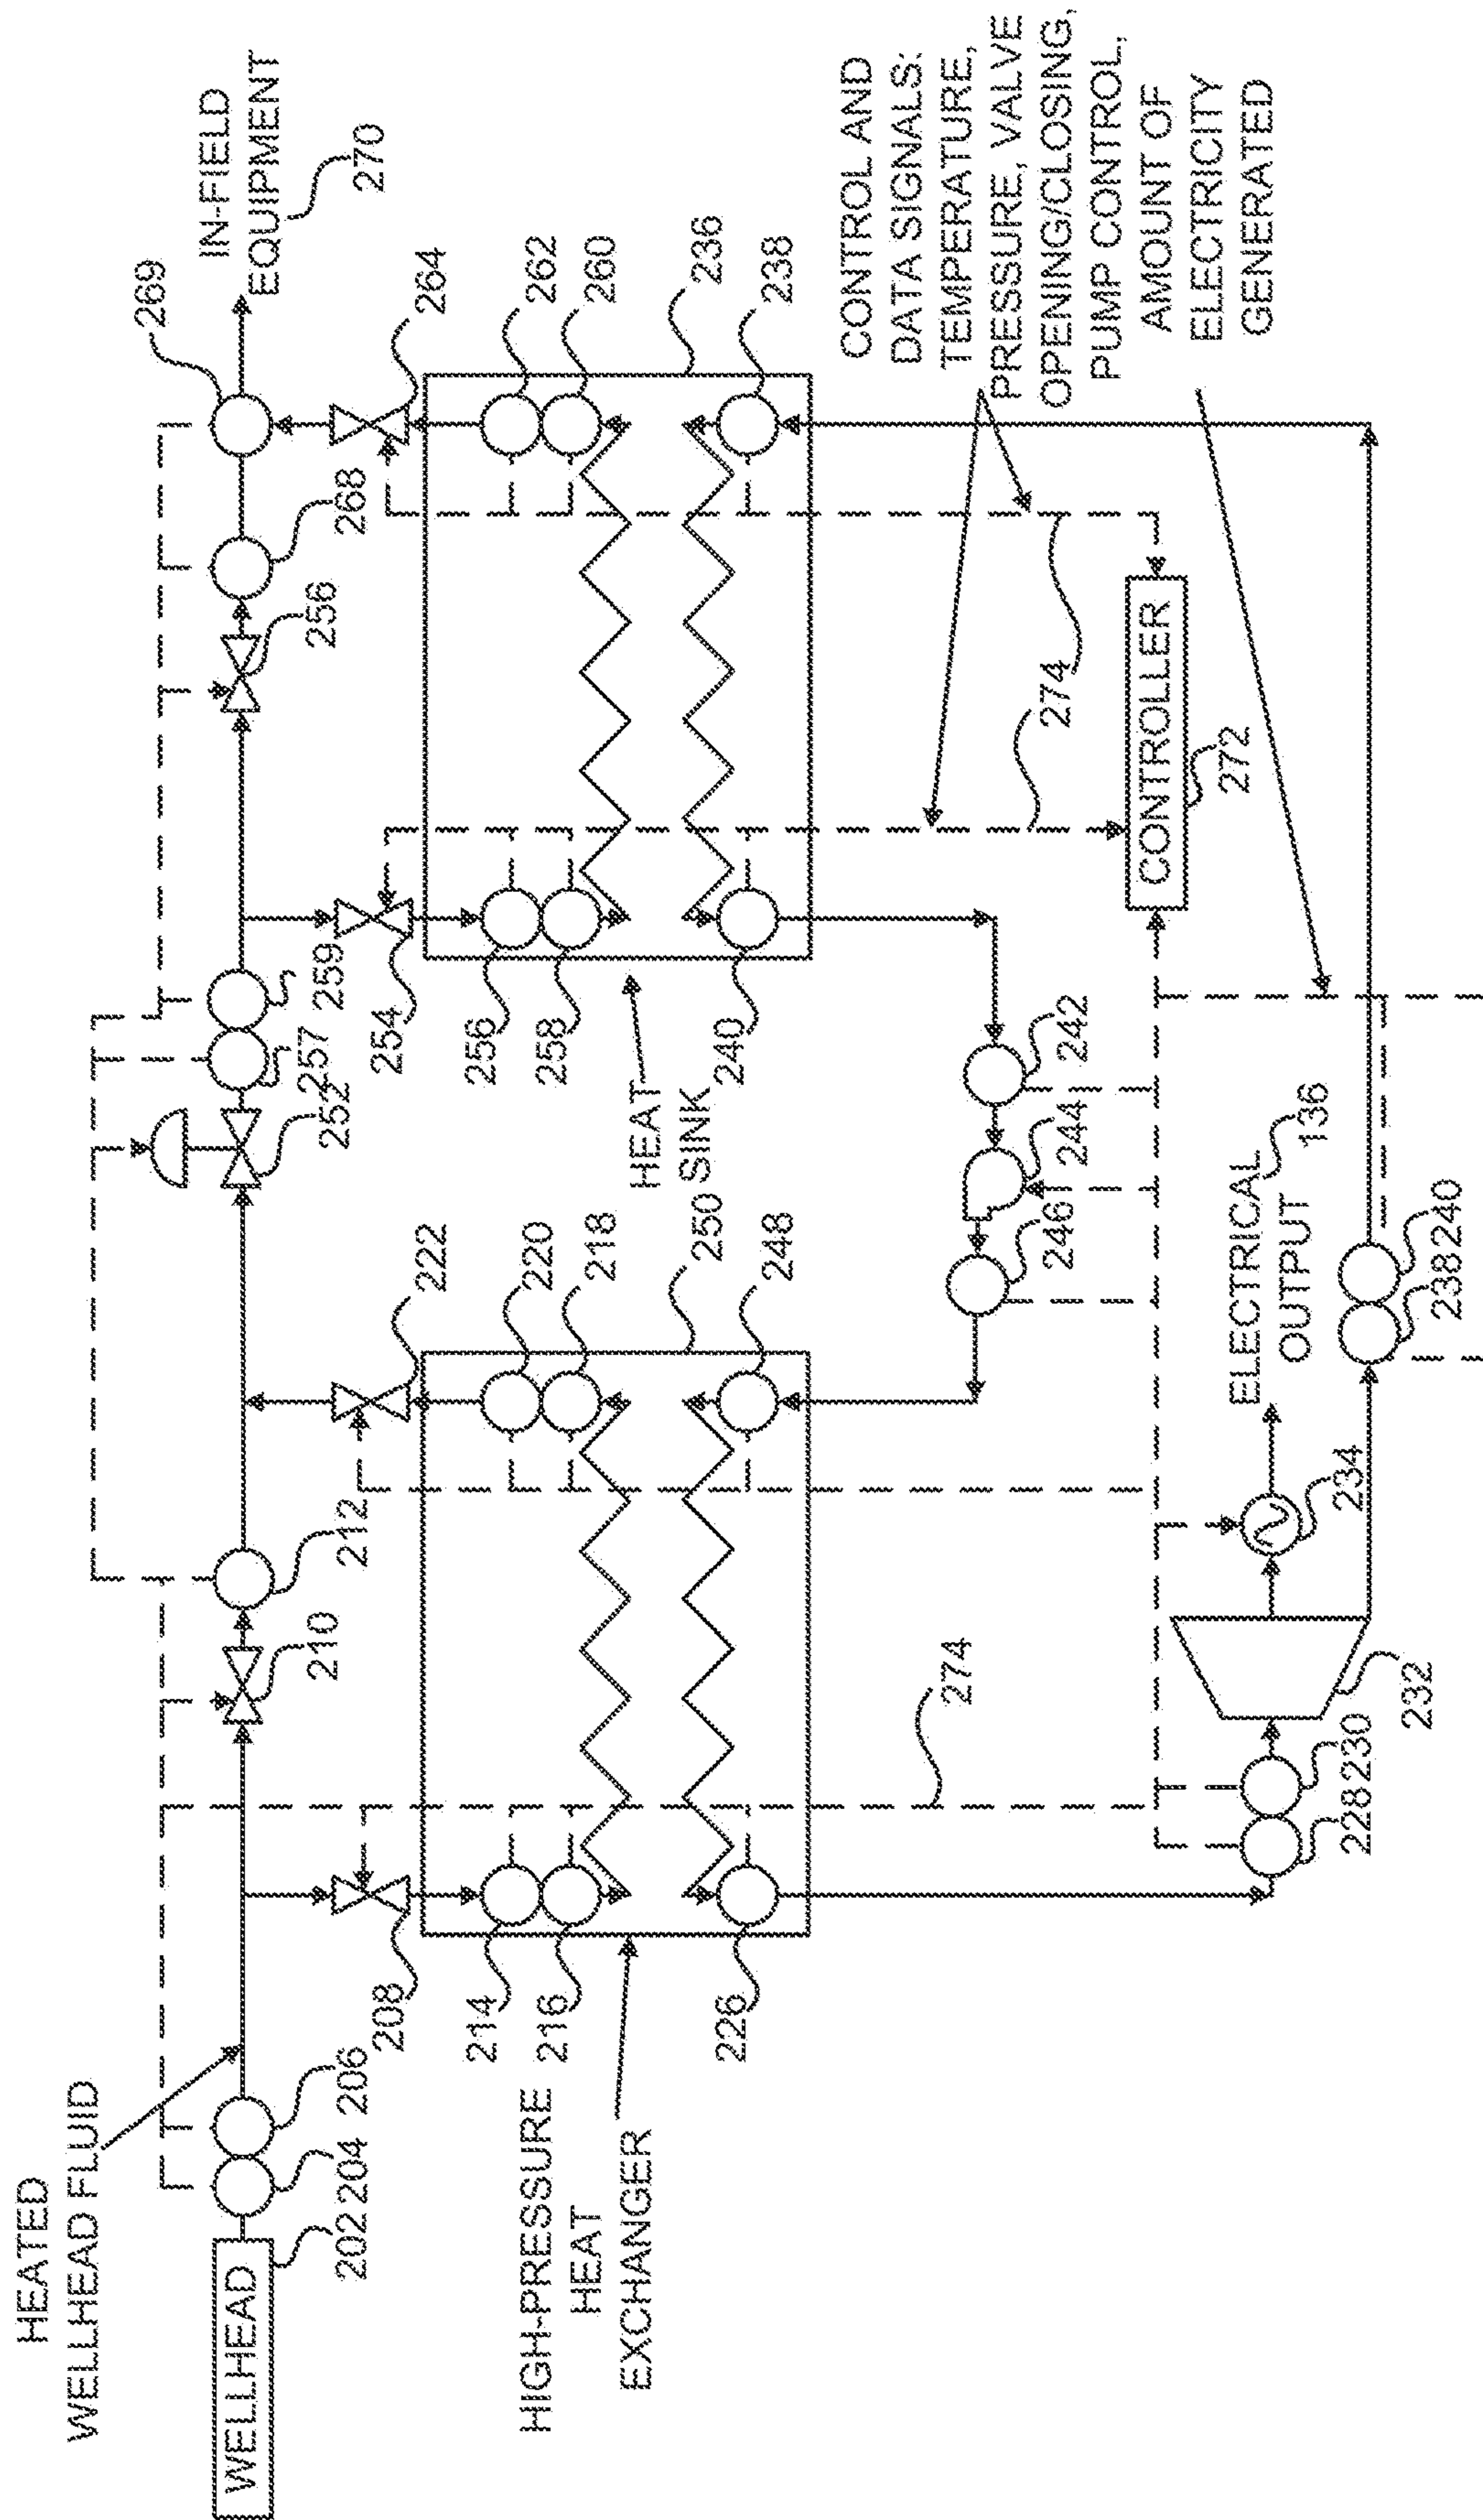 HEATED
WELLHEAD FLUID
WELLHEAD
202
204
206
208
210
212
HIGH-PRESSURE
HEAT
EXCHANGER
214
216
226
222
220
218
250
248
274
252
257
259
254
256
258
240
HEAT
SINK
256
268
269
IN-FIELD
EQUIPMENT
270
264
262
260
236
238
242
244
246
CONTROL AND
DATA SIGNALS:
TEMPERATURE,
PRESSURE, VALVE
OPENING/CLOSING,
PUMP CONTROL,
AMOUNT OF
ELECTRICITY
GENERATED
274
274
CONTROLLER
272
228
230
232
234
ELECTRICAL
OUTPUT
136
238
240